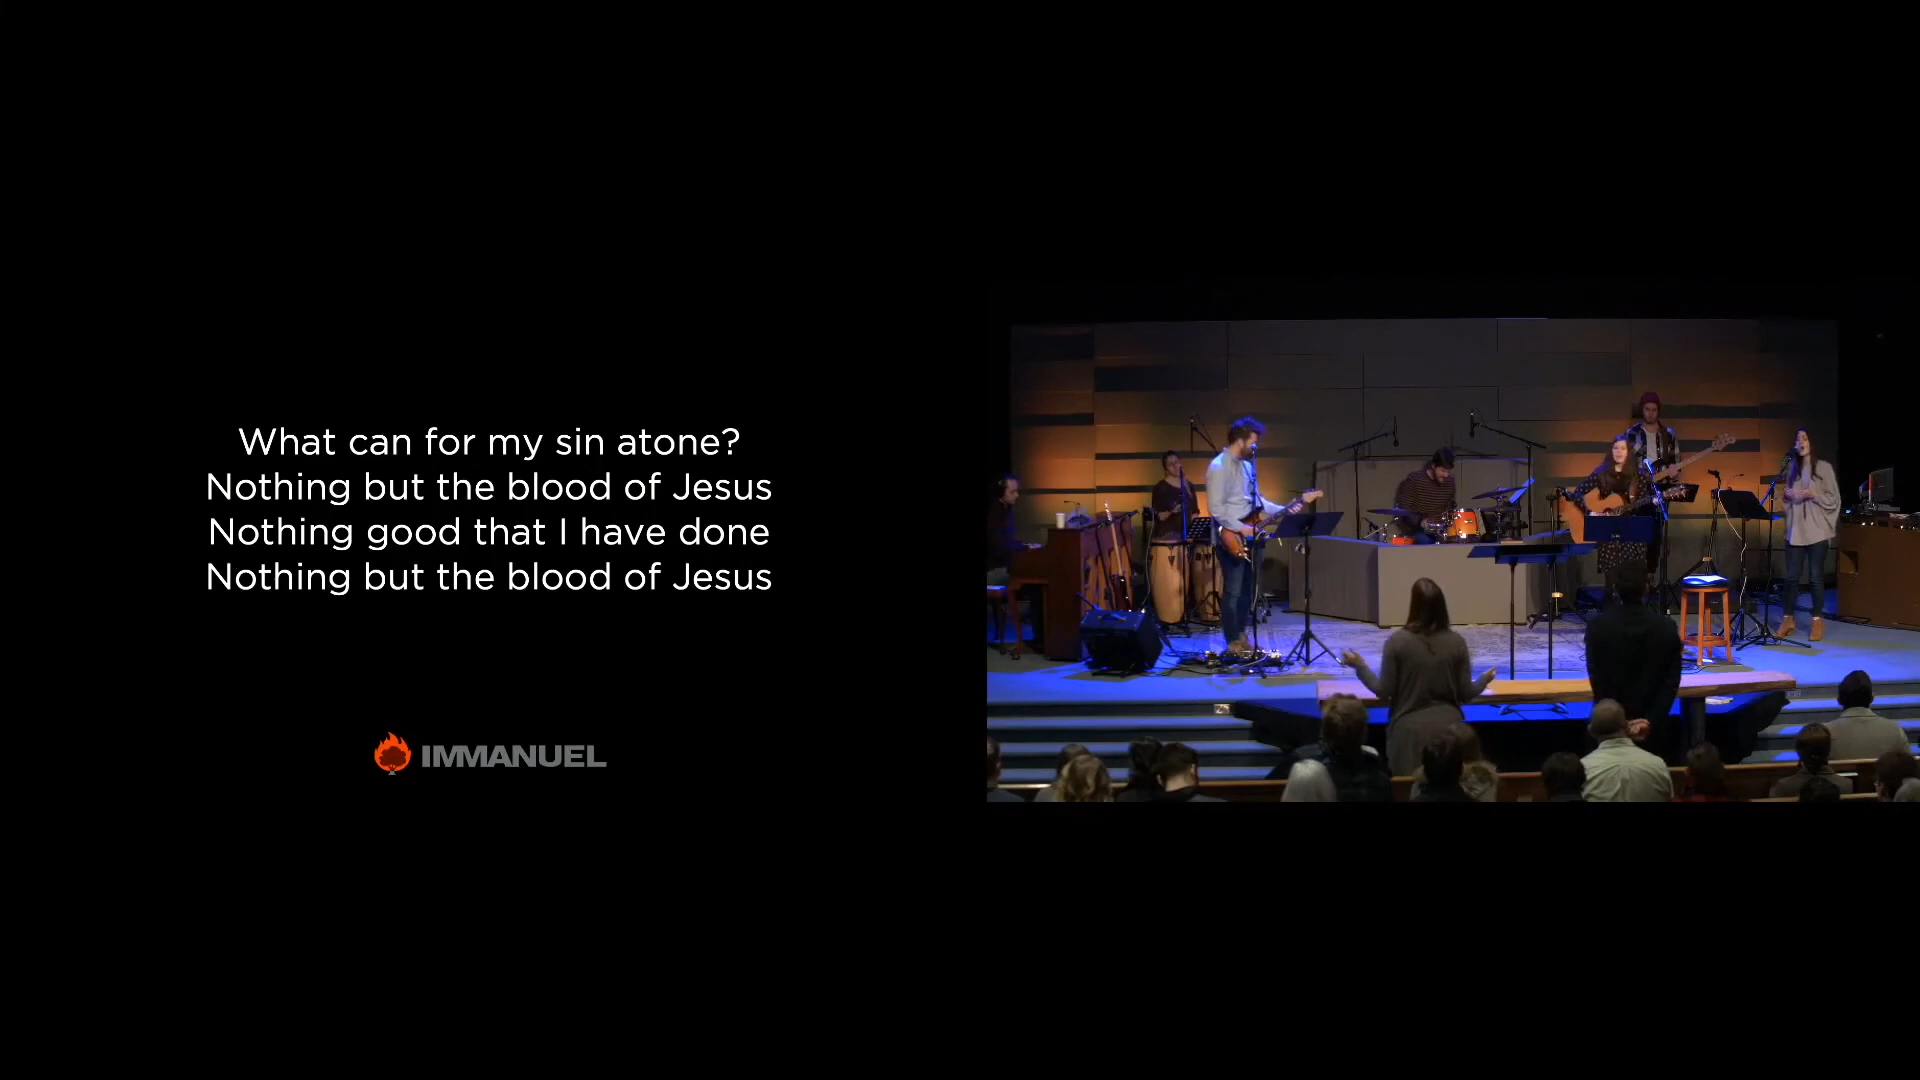 What can for my sin atone?
Nothing but the blood of Jesus
Nothing good that I have done
Nothing but the blood of Jesus
IMMANUEL